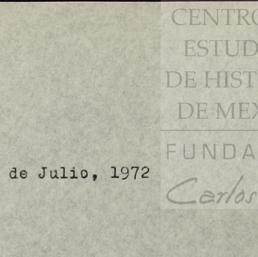 CENTRO
ESTUD
DE HIST
DE MEX
FUNDA
Carlos
de Julio, 1972